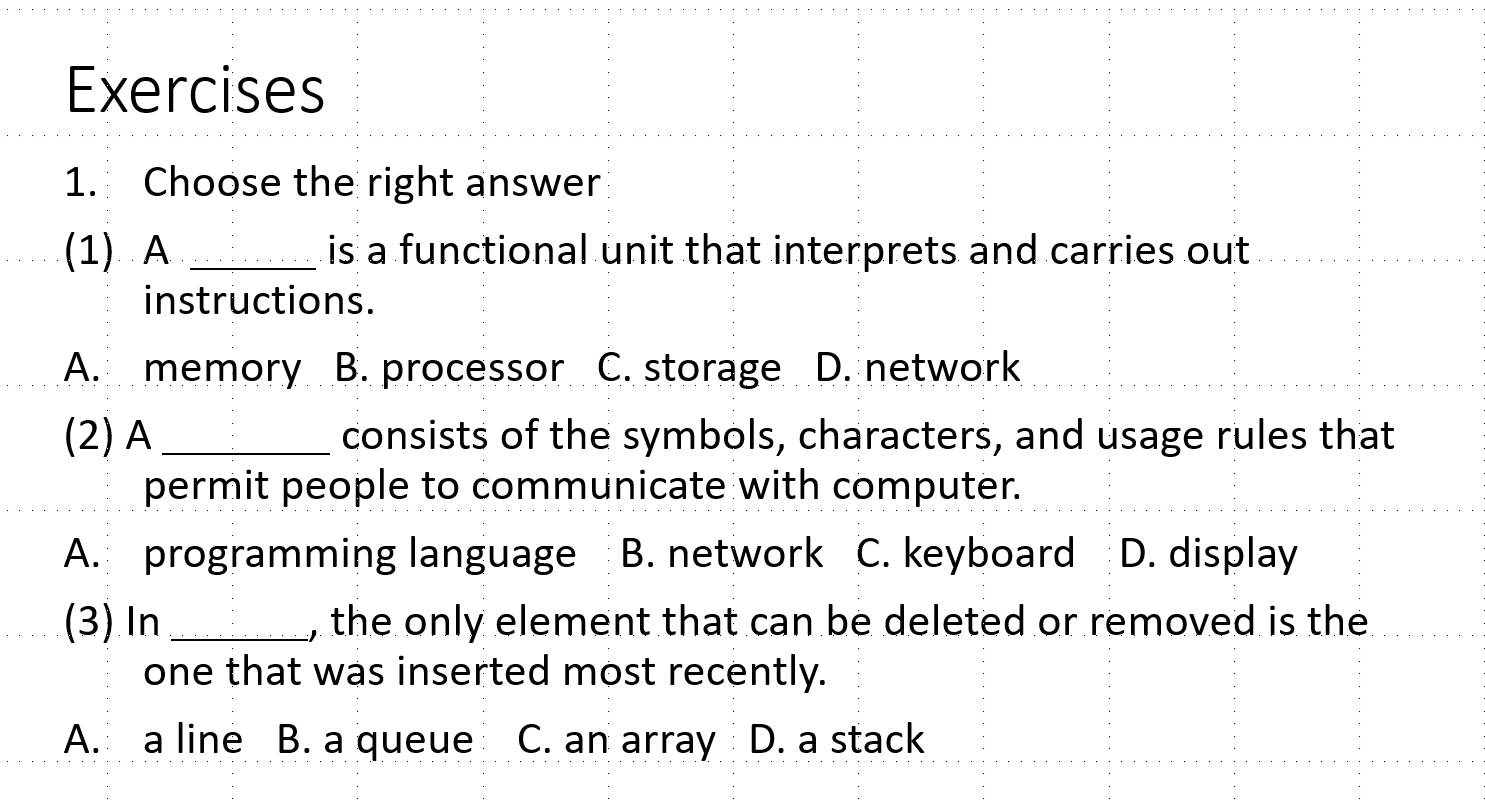 Exercises
1. Choose the right answer
(1) A ______ is a functional unit that interprets and carries out
instructions.
A. memory B. processor C. storage D. network
(2) A ________ consists of the symbols, characters, and usage rules that
permit people to communicate with computer.
A. programming language B. network C. keyboard D. display
(3) In ______, the only element that can be deleted or removed is the
one that was inserted most recently.
A. a line B. a queue C. an array D. a stack